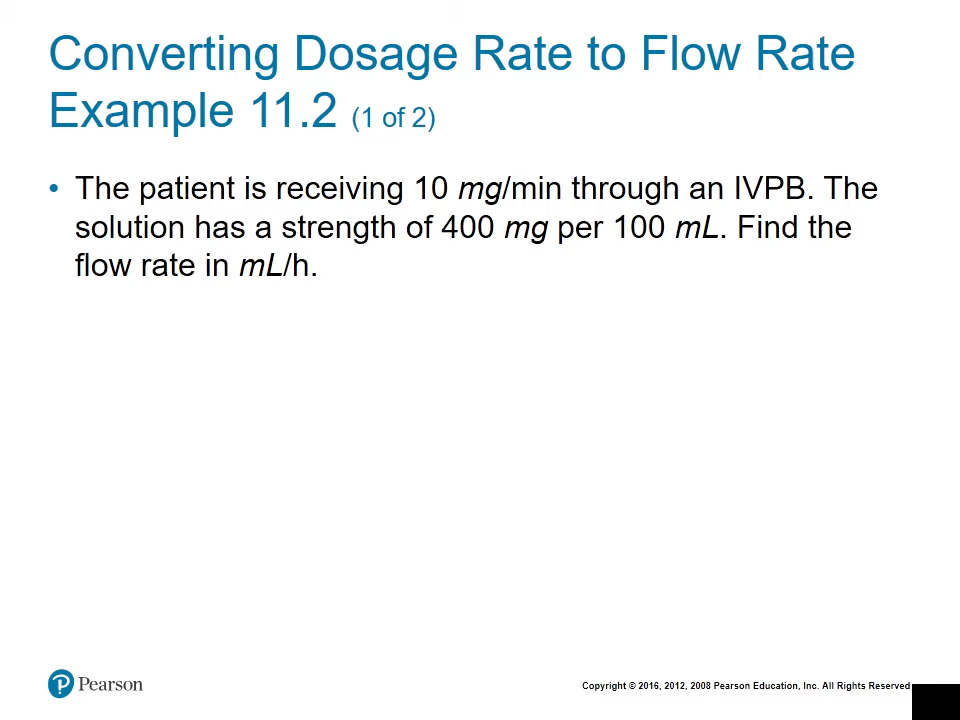 Converting Dosage Rate to Flow Rate
Example 11.2 (1 of 2)
• The patient is receiving 10 mg/min through an IVPB. The
solution has a strength of 400 mg per 100 mL. Find the
flow rate in mL/h.
P Pearson
Copyright © 2016, 2012, 2008 Pearson Education, Inc. All Rights Reserved